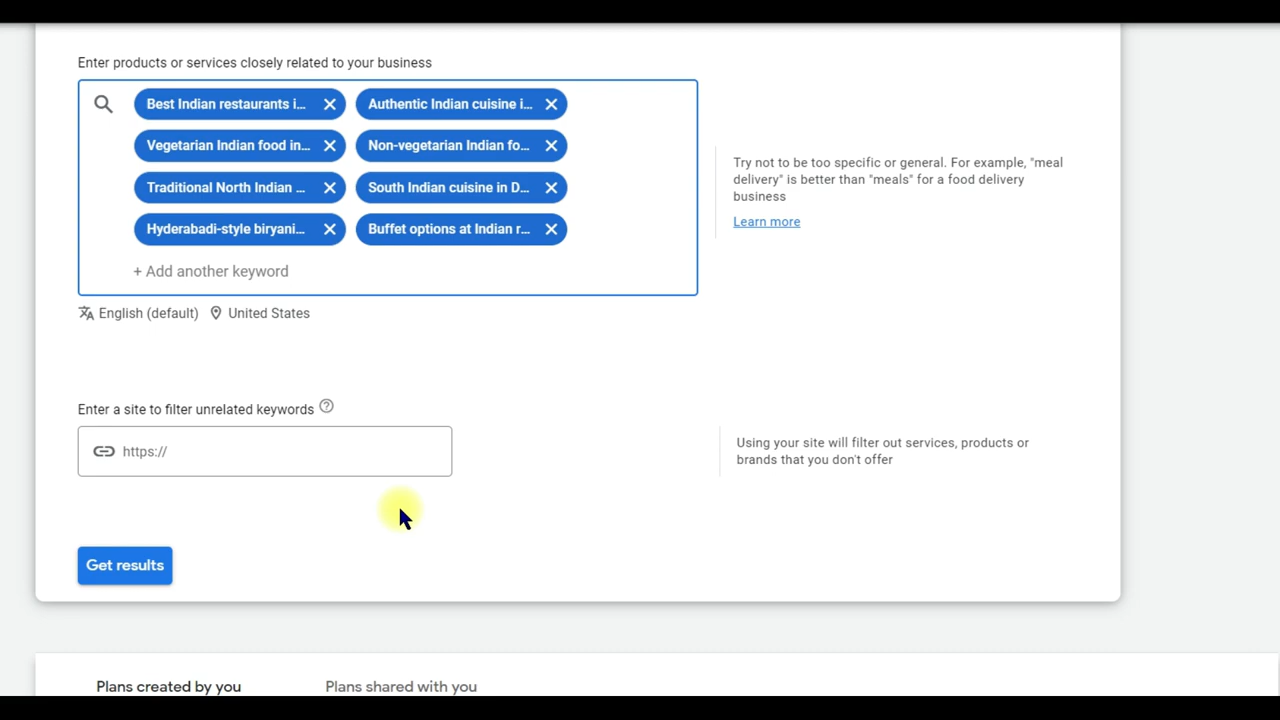 Enter products or services closely related to your business
Best Indian restaurants i...
Authentic Indian cuisine i...
Vegetarian Indian food in...
Non-vegetarian Indian fo...
Traditional North Indian ...
South Indian cuisine in D...
Hyderabadi-style biryani...
Buffet options at Indian r...
+ Add another keyword
Try not to be too specific or general. For example, "meal
delivery" is better than "meals" for a food delivery
business
Learn more
English (default)
United States
Enter a site to filter unrelated keywords
https://
Using your site will filter out services, products or
brands that you don't offer
Get results
Plans created by you
Plans shared with you